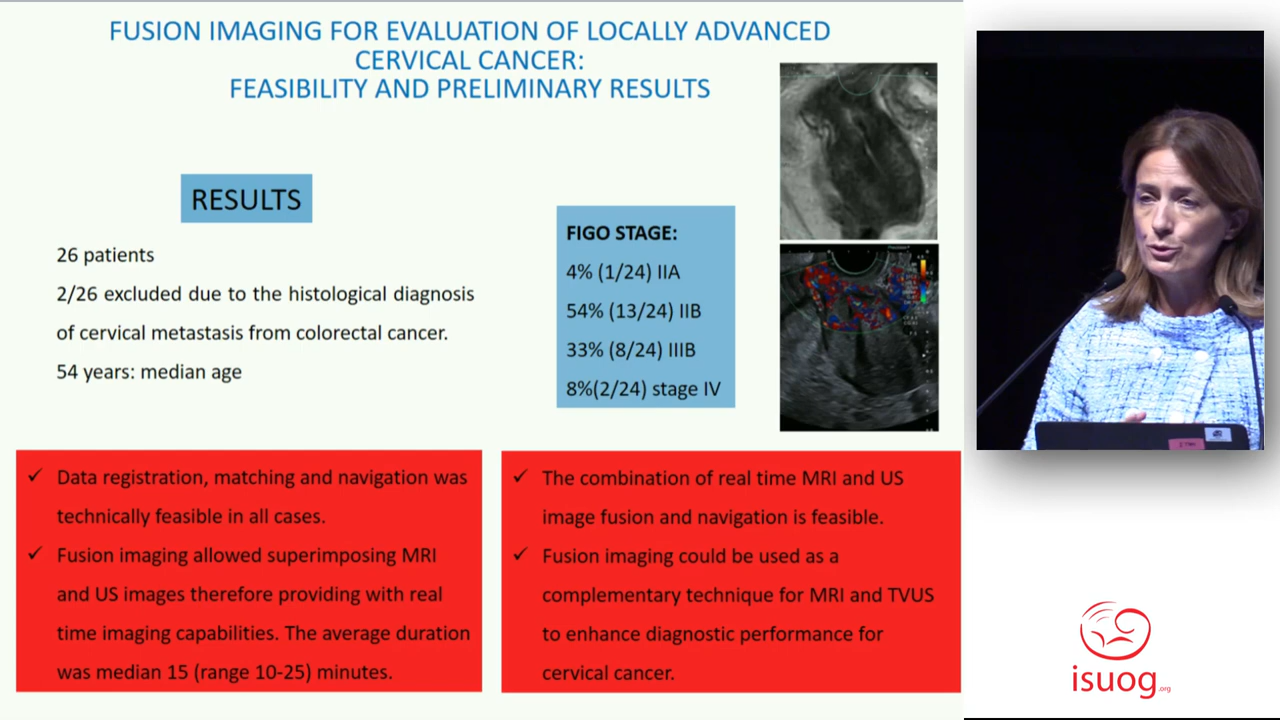 FUSION IMAGING FOR EVALUATION OF LOCALLY ADVANCED
CERVICAL CANCER:
FEASIBILITY AND PRELIMINARY RESULTS
RESULTS
26 patients
2/26 excluded due to the histological diagnosis
of cervical metastasis from colorectal cancer.
54 years: median age
FIGO STAGE:
4% (1/24) IIA
54% (13/24) IIB
33% (8/24) IIIB
8%(2/24) stage IV
✓ Data registration, matching and navigation was
technically feasible in all cases.
✓ Fusion imaging allowed superimposing MRI
and US images therefore providing with real
time imaging capabilities. The average duration
was median 15 (range 10-25) minutes.
✓ The combination of real time MRI and US
image fusion and navigation is feasible.
✓ Fusion imaging could be used as a
complementary technique for MRI and TVUS
to enhance diagnostic performance for
cervical cancer.
isuog.org